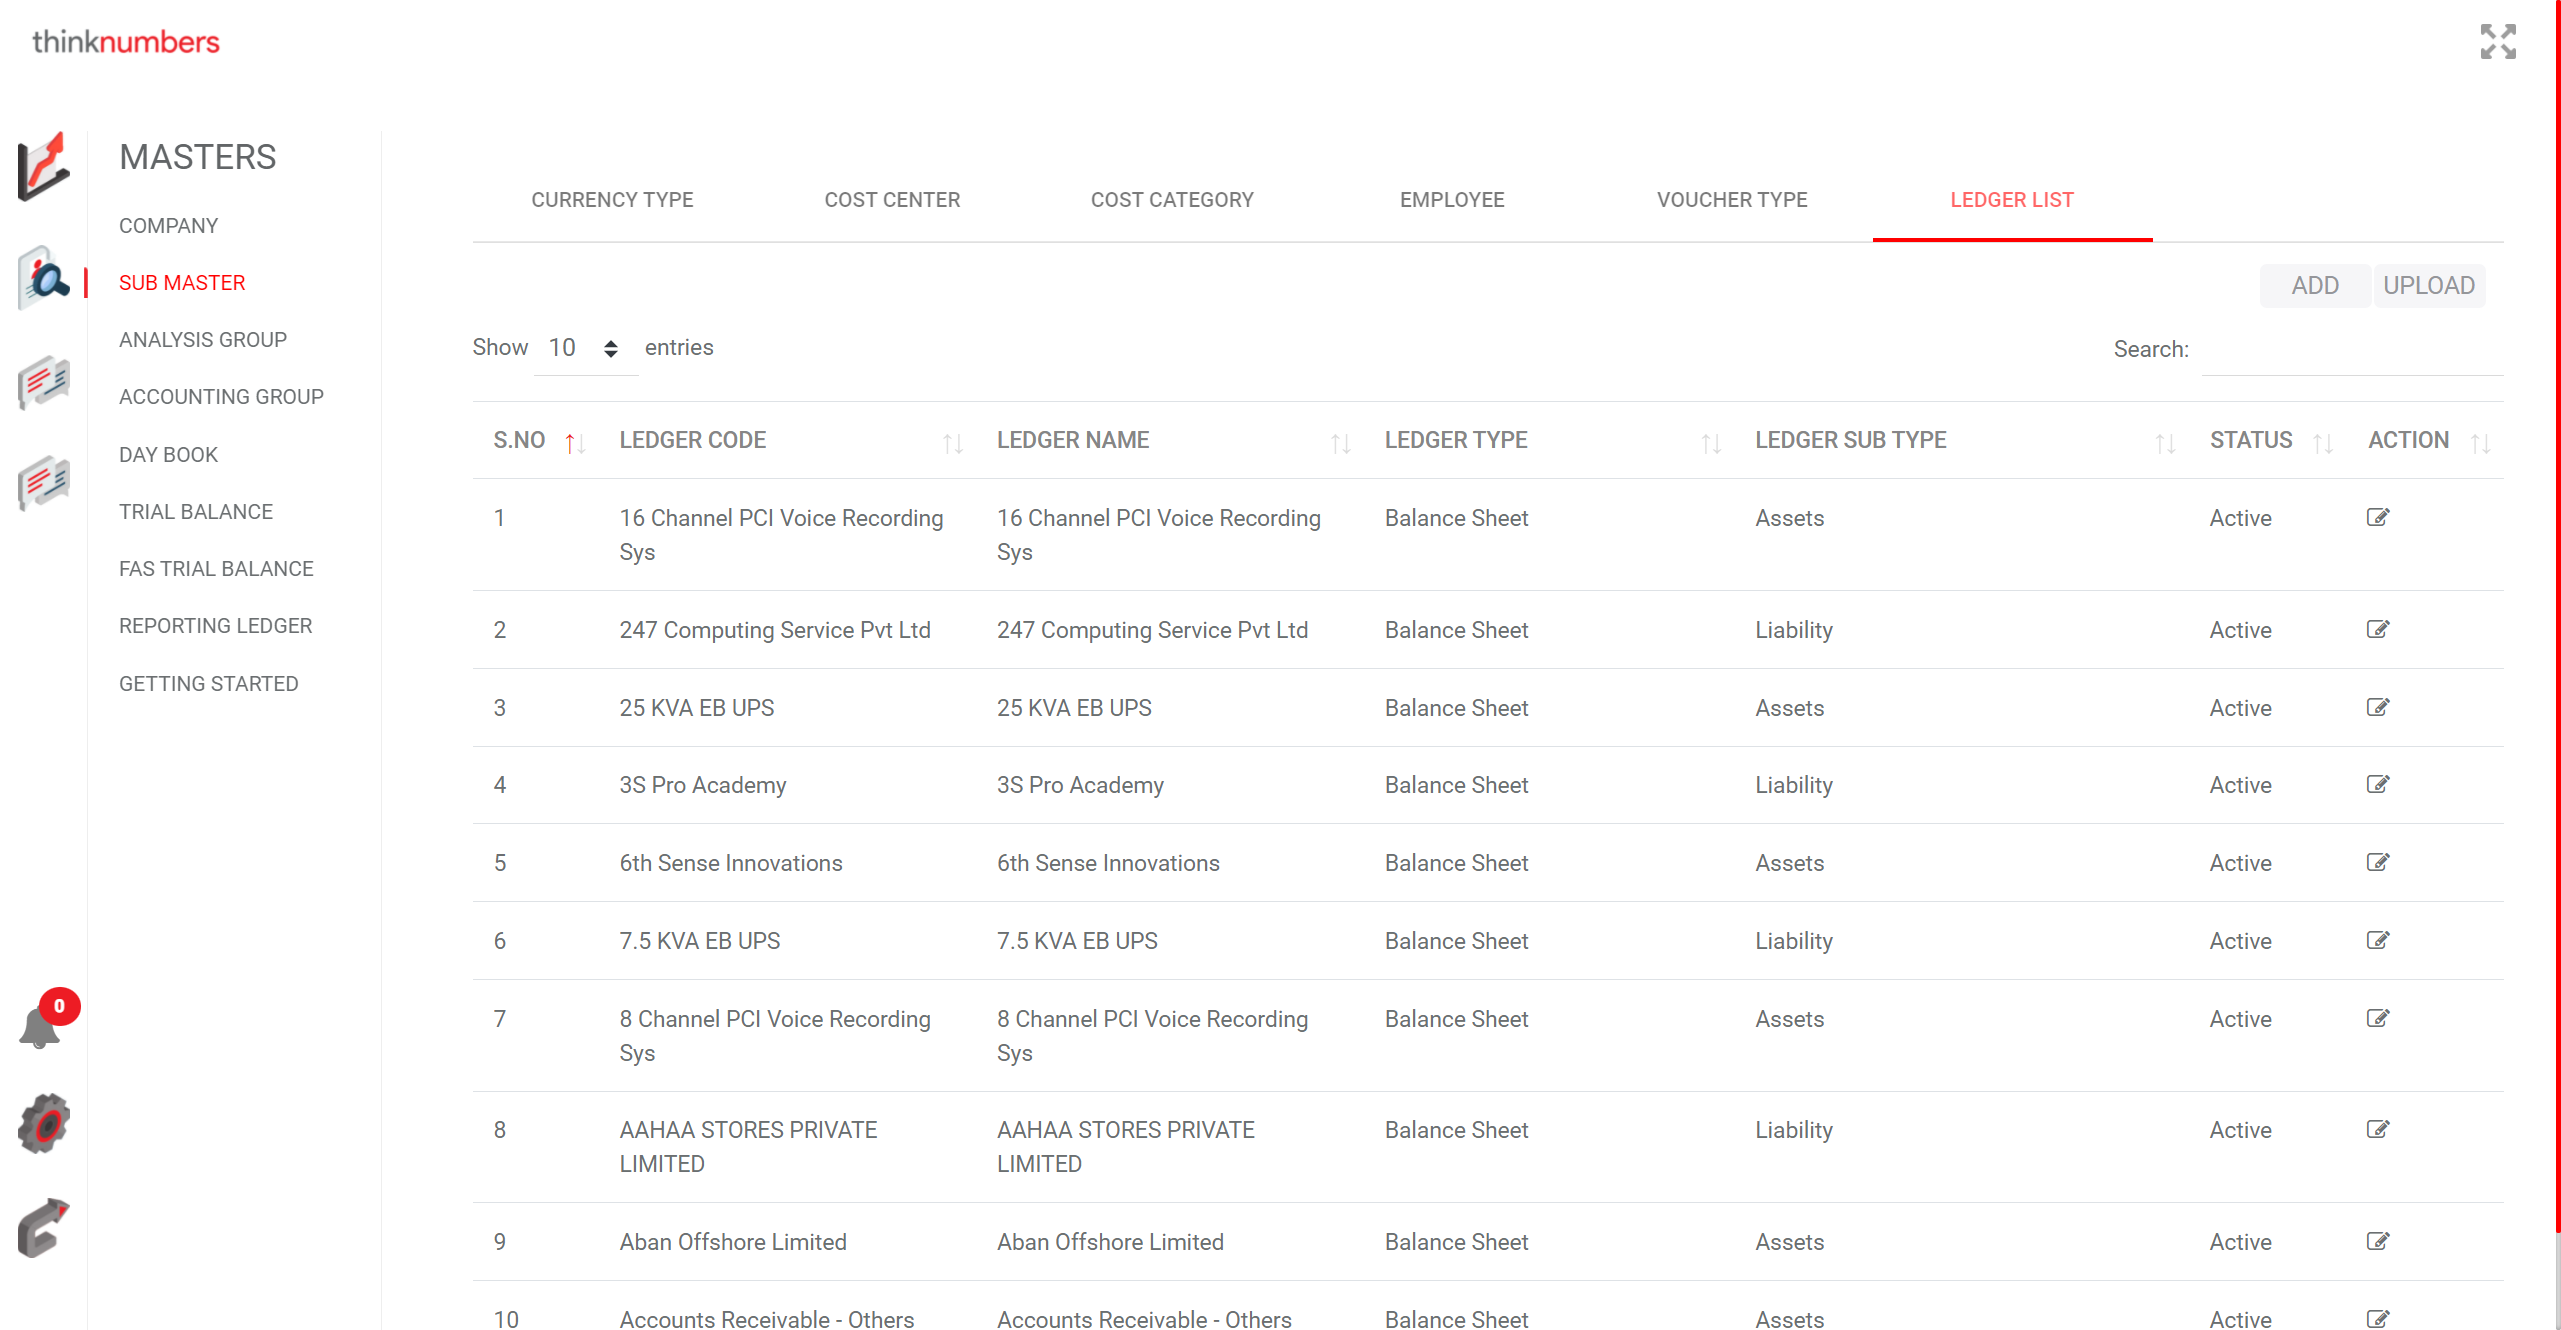 thinknumbers
MASTERS
COMPANY
SUB MASTER
ANALYSIS GROUP
ACCOUNTING GROUP
DAY BOOK
TRIAL BALANCE
FAS TRIAL BALANCE
REPORTING LEDGER
GETTING STARTED
0
CURRENCY TYPE COST CENTER COST CATEGORY EMPLOYEE VOUCHER TYPE LEDGER LIST
ADD UPLOAD
Show 10 entries Search:
S.NO LEDGER CODE LEDGER NAME LEDGER TYPE LEDGER SUB TYPE STATUS ACTION
1 16 Channel PCI Voice Recording 16 Channel PCI Voice Recording Balance Sheet Assets Active
Sys Sys
2 247 Computing Service Pvt Ltd 247 Computing Service Pvt Ltd Balance Sheet Liability Active
3 25 KVA EB UPS 25 KVA EB UPS Balance Sheet Assets Active
4 3S Pro Academy 3S Pro Academy Balance Sheet Liability Active
5 6th Sense Innovations 6th Sense Innovations Balance Sheet Assets Active
6 7.5 KVA EB UPS 7.5 KVA EB UPS Balance Sheet Liability Active
7 8 Channel PCI Voice Recording 8 Channel PCI Voice Recording Balance Sheet Assets Active
Sys Sys
8 AAHAA STORES PRIVATE AAHAA STORES PRIVATE Balance Sheet Liability Active
LIMITED LIMITED
9 Aban Offshore Limited Aban Offshore Limited Balance Sheet Assets Active
10 Accounts Receivable - Others Accounts Receivable - Others Balance Sheet Assets Active